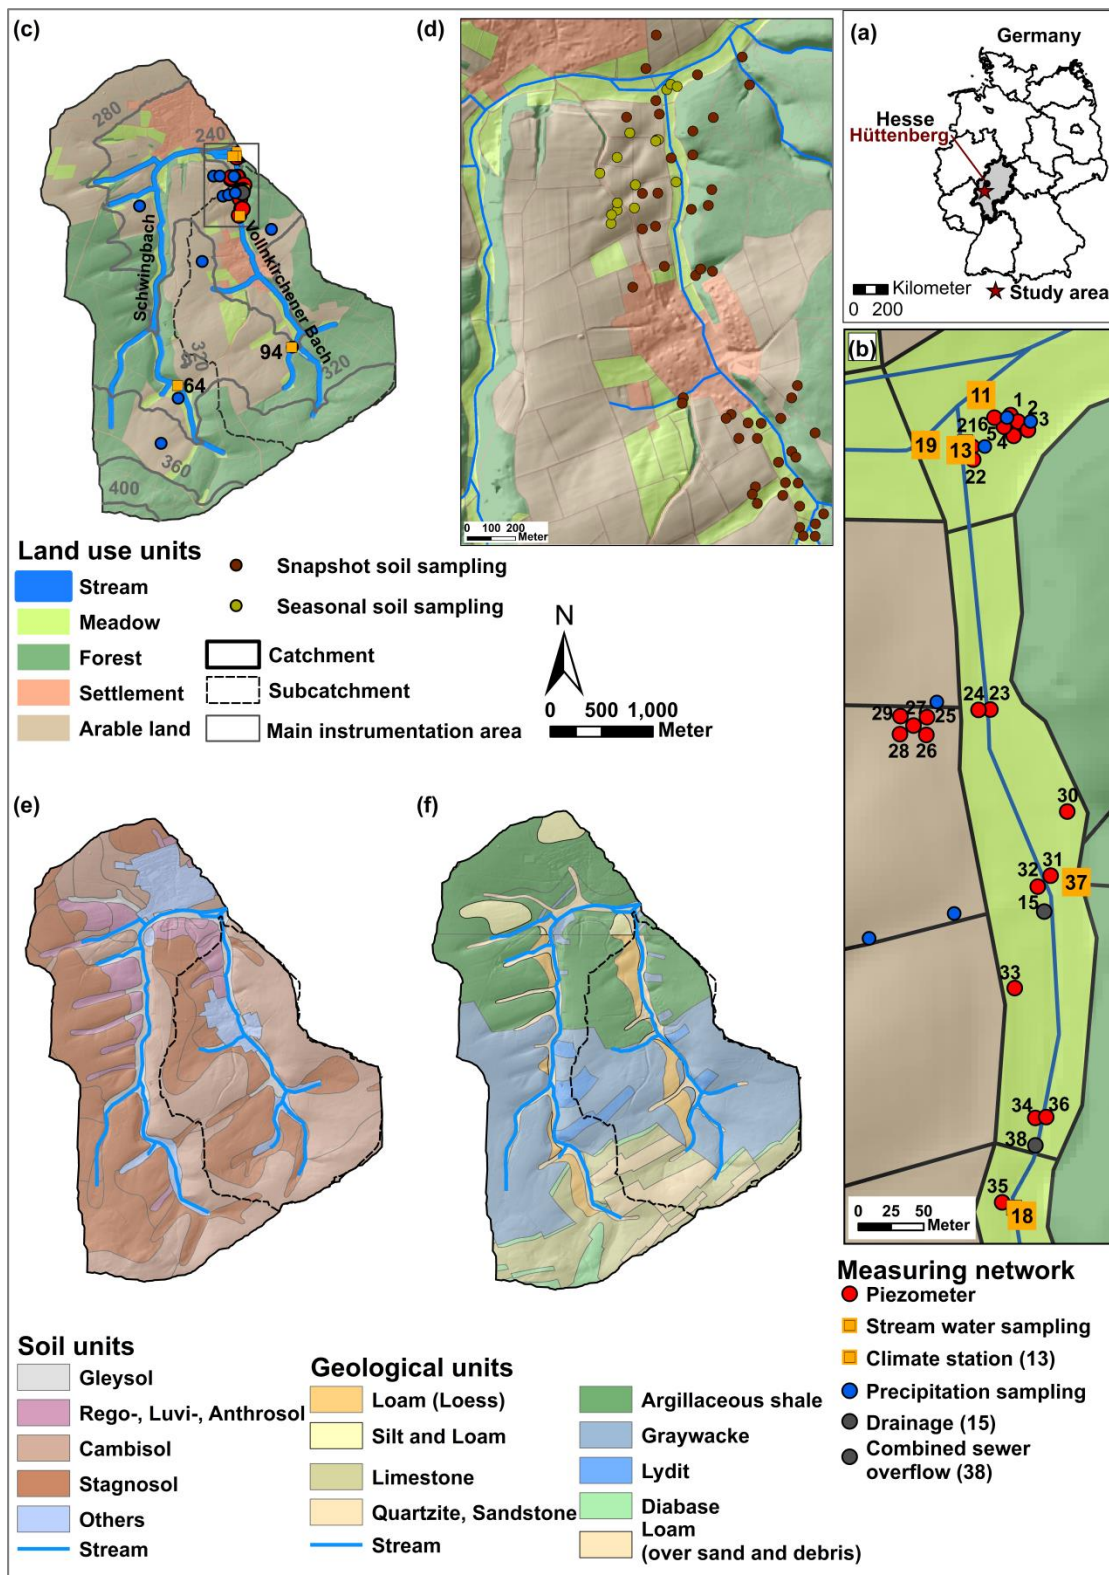 (c)
280
240
Schwingbach
Vollnkirchener Bach
320
320
94
64
360
400
(d)
0 100 200
Meter
(a)
Germany
Hesse
Hüttenberg
Kilometer
0 200
Study area
(b)
11
1
2
3
216
5
4
19
13
22
24 23
27
29
25
28
26
30
31
32
37
15
33
34 36
38
35
18
0 25 50
Meter
Land use units
Stream
Meadow
Forest
Settlement
Arable land
Snapshot soil sampling
Seasonal soil sampling
Catchment
Subcatchment
Main instrumentation area
N
0 500 1,000
Meter
(e)
(f)
Soil units
Gleysol
Rego-, Luvi-, Anthrosol
Cambisol
Stagnosol
Others
Stream
Geological units
Loam (Loess)
Silt and Loam
Limestone
Quartzite, Sandstone
Stream
Argillaceous shale
Graywacke
Lydit
Diabase
Loam
(over sand and debris)
Measuring network
Piezometer
Stream water sampling
Climate station (13)
Precipitation sampling
Drainage (15)
Combined sewer
overflow (38)